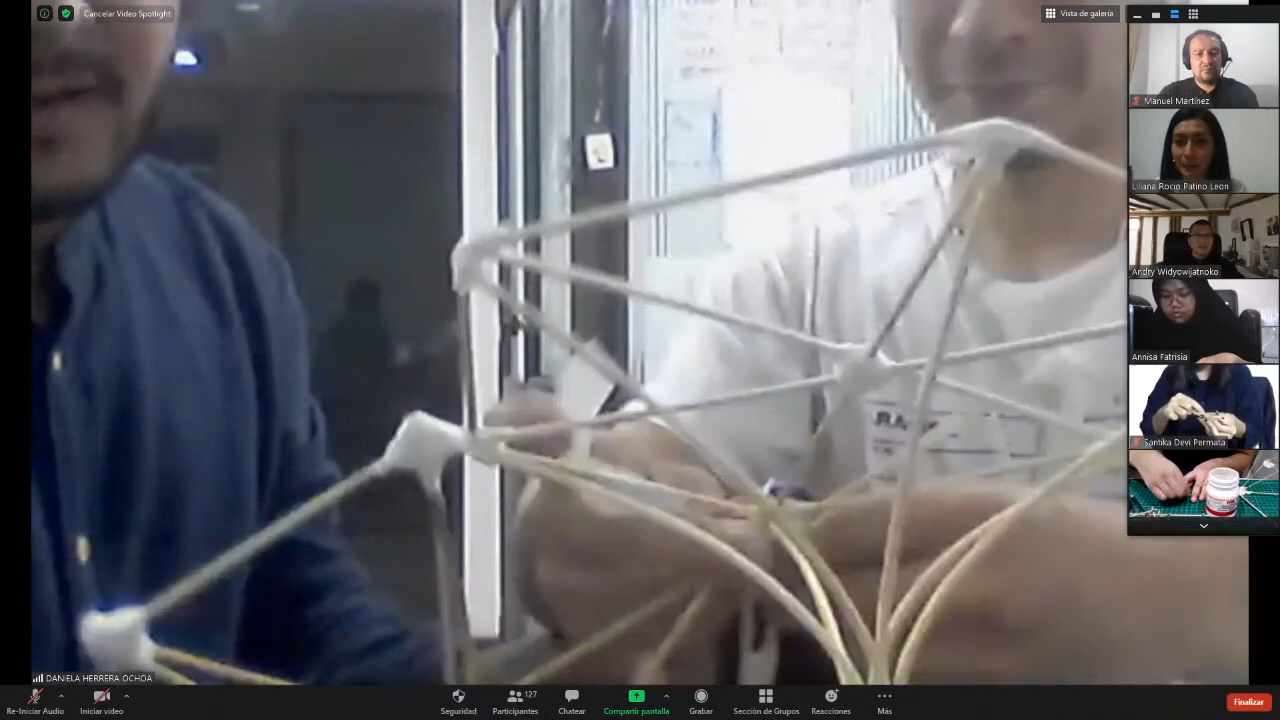 Cancelar Video Spotlight
Vista de galería
Manuel Martínez
Liliana Rocio Patino Leon
Andry Widyowijatnoko
Annisa Fatrisia
Santika Devi Permata
DANIELA HERRERA OCHOA
Re-Iniciar Audio
Iniciar video
Seguridad
127
Participantes
Chatear
Compartir pantalla
Grabar
Sección de Grupos
Reacciones
Más
Finalizar